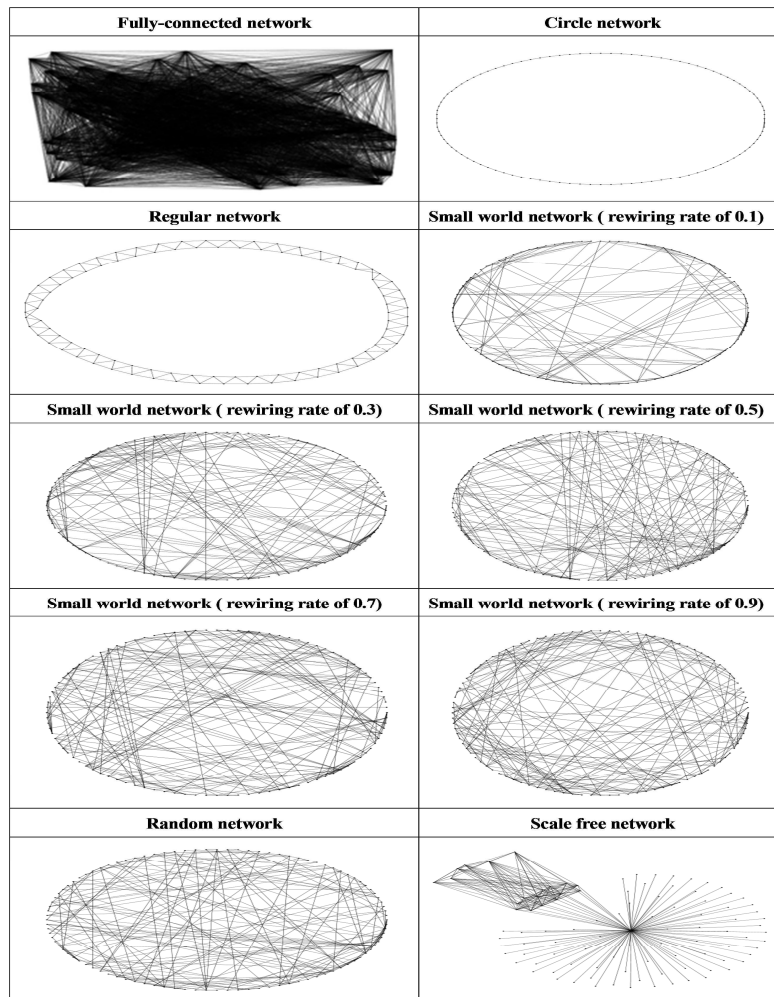 Fully-connected network
Circle network
Regular network
Small world network ( rewiring rate of 0.1)
Small world network ( rewiring rate of 0.3)
Small world network ( rewiring rate of 0.5)
Small world network ( rewiring rate of 0.7)
Small world network ( rewiring rate of 0.9)
Random network
Scale free network